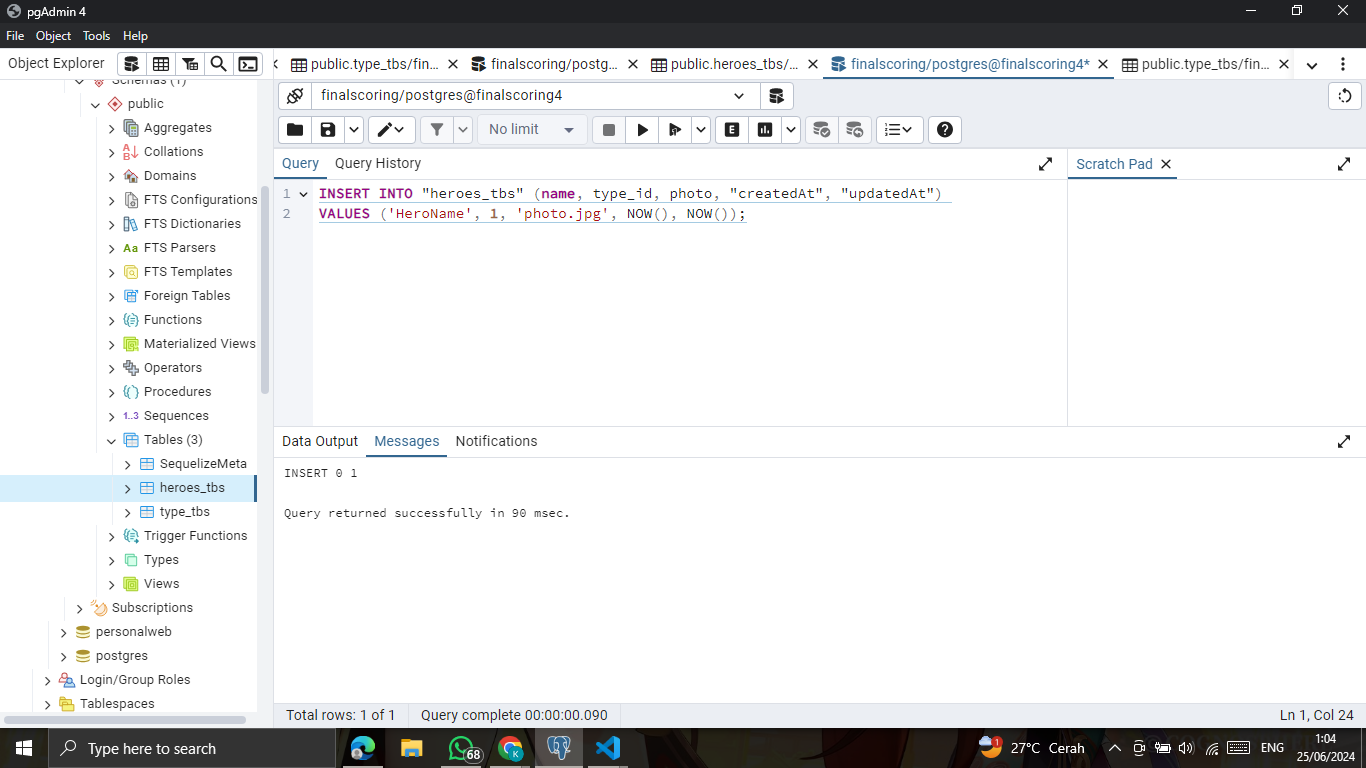 pgAdmin 4
File Object Tools Help
Object Explorer
public.type_tbs/fin...
finalscoring/postg...
public.heroes_tbs/...
finalscoring/postgres@finalscoring4*
public.type_tbs/fin...
Schemas (1)
public
Aggregates
Collations
Domains
FTS Configurations
FTS Dictionaries
Aa FTS Parsers
FTS Templates
Foreign Tables
Functions
Materialized Views
Operators
Procedures
1..3 Sequences
Tables (3)
SequelizeMeta
heroes_tbs
type_tbs
Trigger Functions
Types
Views
Subscriptions
personalweb
postgres
Login/Group Roles
Tablespaces
finalscoring/postgres@finalscoring4
No limit
E
Query Query History
Scratch Pad
1 INSERT INTO "heroes_tbs" (name, type_id, photo, "createdAt", "updatedAt")
2 VALUES ('HeroName', 1, 'photo.jpg', NOW(), NOW());
Data Output Messages Notifications
INSERT 0 1
Query returned successfully in 90 msec.
Total rows: 1 of 1 Query complete 00:00:00.090 Ln 1, Col 24
Type here to search
68
K
1
27°C Cerah
ENG
1:04
25/06/2024